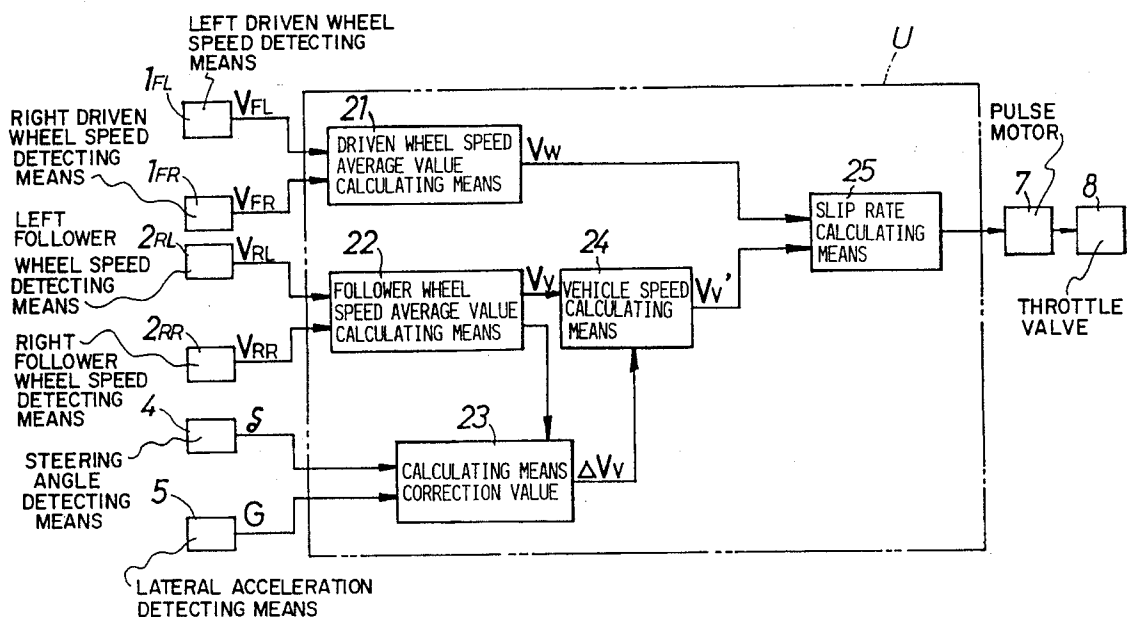 LEFT DRIVEN WHEEL
SPEED DETECTING
MEANS
U
1FL
VFL
RIGHT DRIVEN
WHEEL SPEED
DETECTING
MEANS
1FR
VFR
21
DRIVEN WHEEL SPEED
AVERAGE VALUE
CALCULATING MEANS
VW
PULSE
MOTOR
25
SLIP RATE
CALCULATING
MEANS
7
8
THROTTLE
VALVE
LEFT
FOLLOWER
WHEEL SPEED
DETECTING
MEANS
2RL
VRL
22
FOLLOWER WHEEL
SPEED AVERAGE VALUE
CALCULATING MEANS
VV
24
VEHICLE SPEED
CALCULATING
MEANS
VV'
2RR
VRR
RIGHT
FOLLOWER
WHEEL SPEED
DETECTING
MEANS
4
δ
STEERING
ANGLE
DETECTING
MEANS
23
CALCULATING MEANS
CORRECTION VALUE
ΔVV
5
G
LATERAL ACCELERATION
DETECTING MEANS